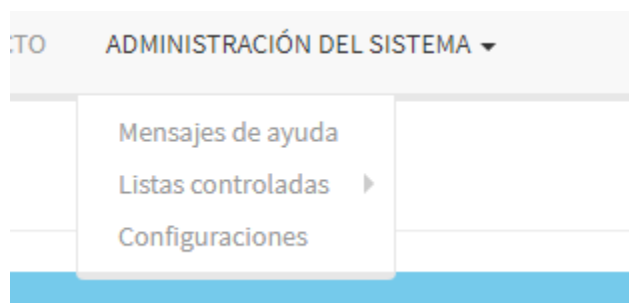 ADMINISTRACIÓN DEL SISTEMA
Mensajes de ayuda
Listas controladas
Configuraciones